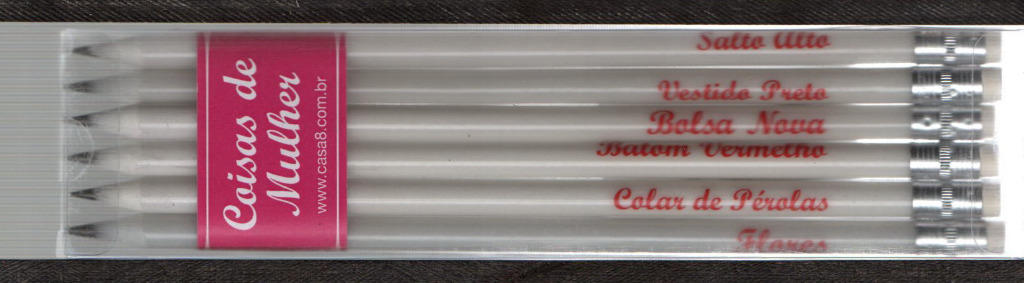 Coisas de
Mulher
www.casa8.com.br
Salto Alto
Vestido Preto
Bolsa Nova
Batom Vermelho
Colar de Pérolas
Flores